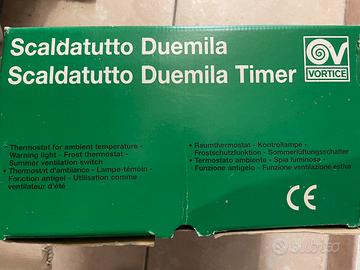 Scaldatutto Duemila
Scaldatutto Duemila Timer
VORTICE
• Thermostat for ambient temperature -
Warning light - Frost thermostat -
Summer ventilation switch
• Thermostvt d'ambiance - Lampe-témoin -
Fonction antigel - Utilisation comme
ventilateur d'été
• Raumthermostat - Kontrollampe -
Frostschutzfunktion - Sommerlüftungsschalter
• Termostato ambiente - Spia luminosa -
Funzione antigelo - Funzione ventilazione estiva
CE
subito